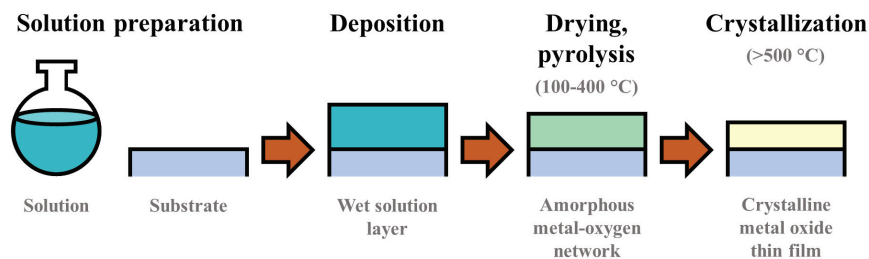 Solution preparation
Deposition
Drying,
pyrolysis
(100-400 °C)
Crystallization
(>500 °C)
Solution
Substrate
Wet solution
layer
Amorphous
metal-oxygen
network
Crystalline
metal oxide
thin film